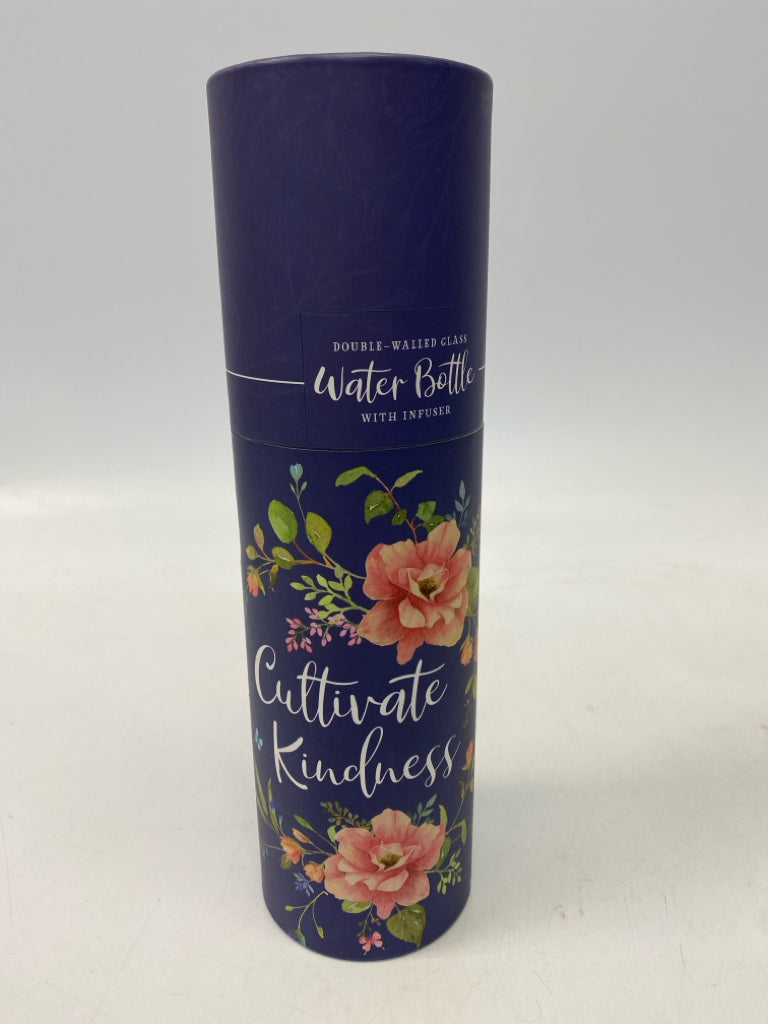 DOUBLE-WALLED GLASS
Water Bottle
WITH INFUSER
Cultivate
Kindness